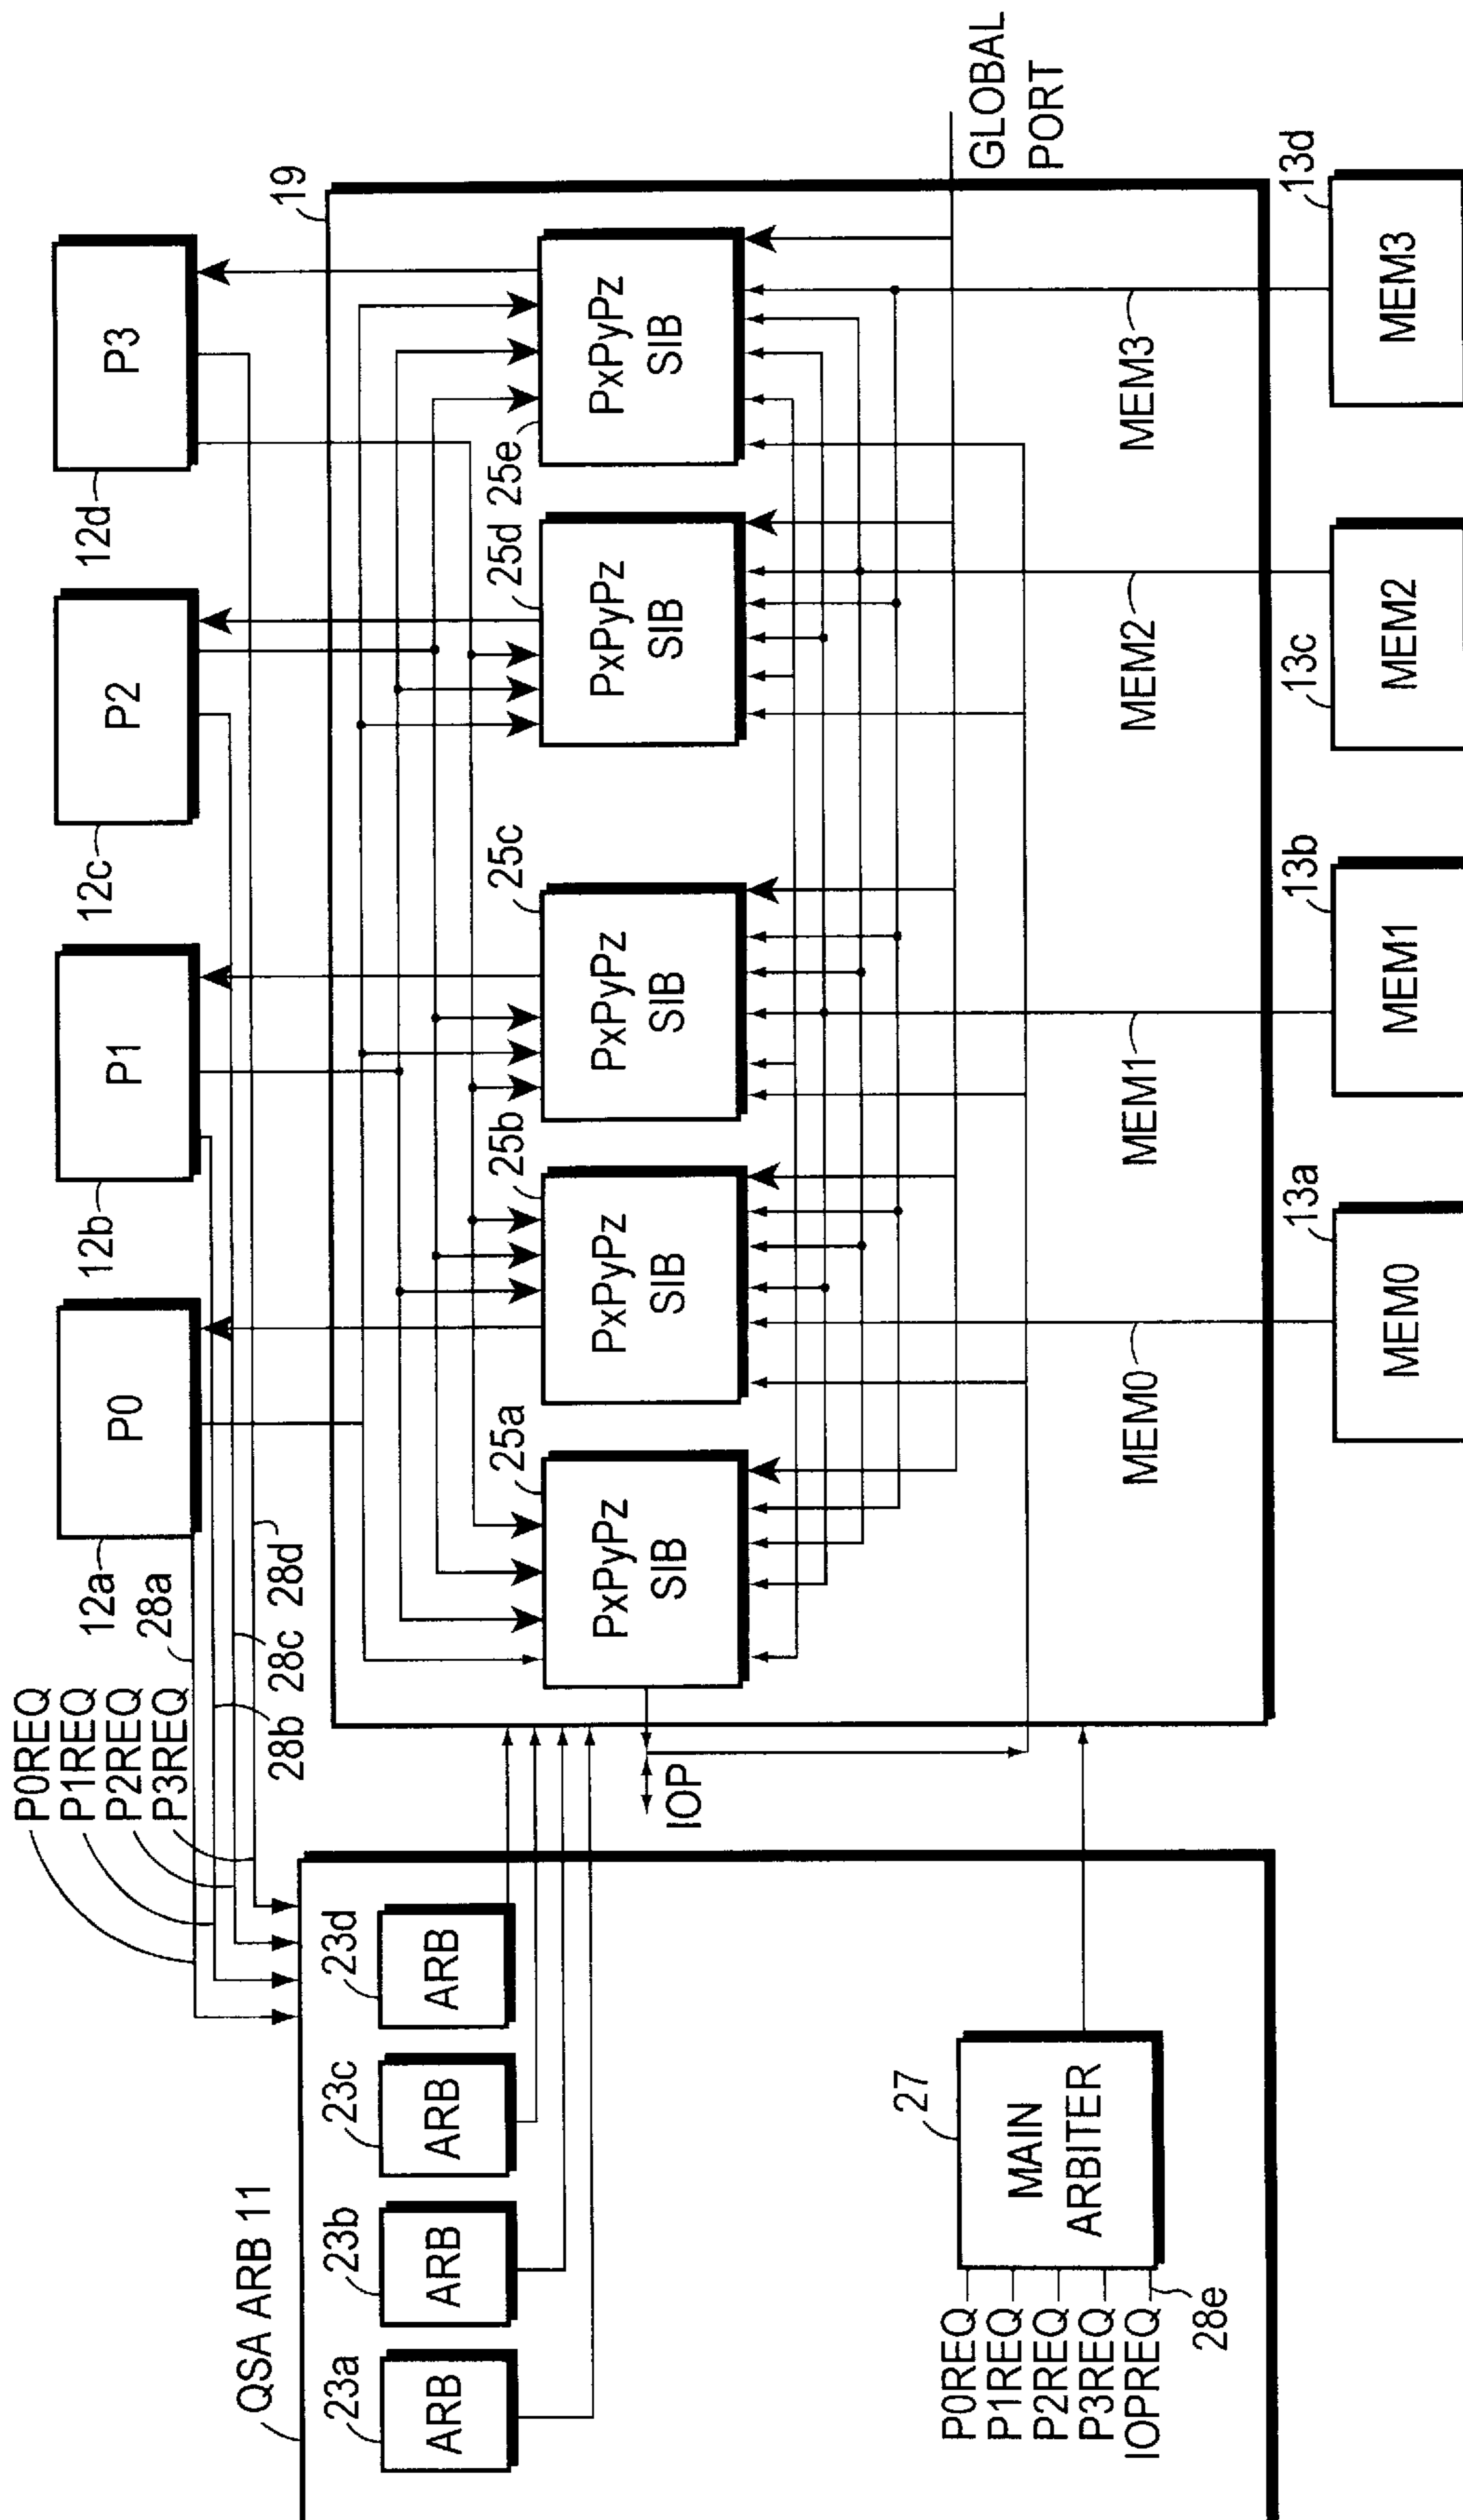 P0REQ
P1REQ
P2REQ
P3REQ
12a
28a
28b
28c
28d
P0
12b
P1
12c
P2
12d
P3
19
QSA ARB 11
23a
ARB
23b
ARB
23c
ARB
23d
ARB
IOP
25a
PxPyPz
SIB
25b
PxPyPz
SIB
25c
PxPyPz
SIB
25d
PxPyPz
SIB
25e
PxPyPz
SIB
GLOBAL
PORT
27
MAIN
ARBITER
P0REQ
P1REQ
P2REQ
P3REQ
IOPREQ
28e
MEM0
MEM1
MEM2
MEM3
13a
MEM0
13b
MEM1
13c
MEM2
13d
MEM3